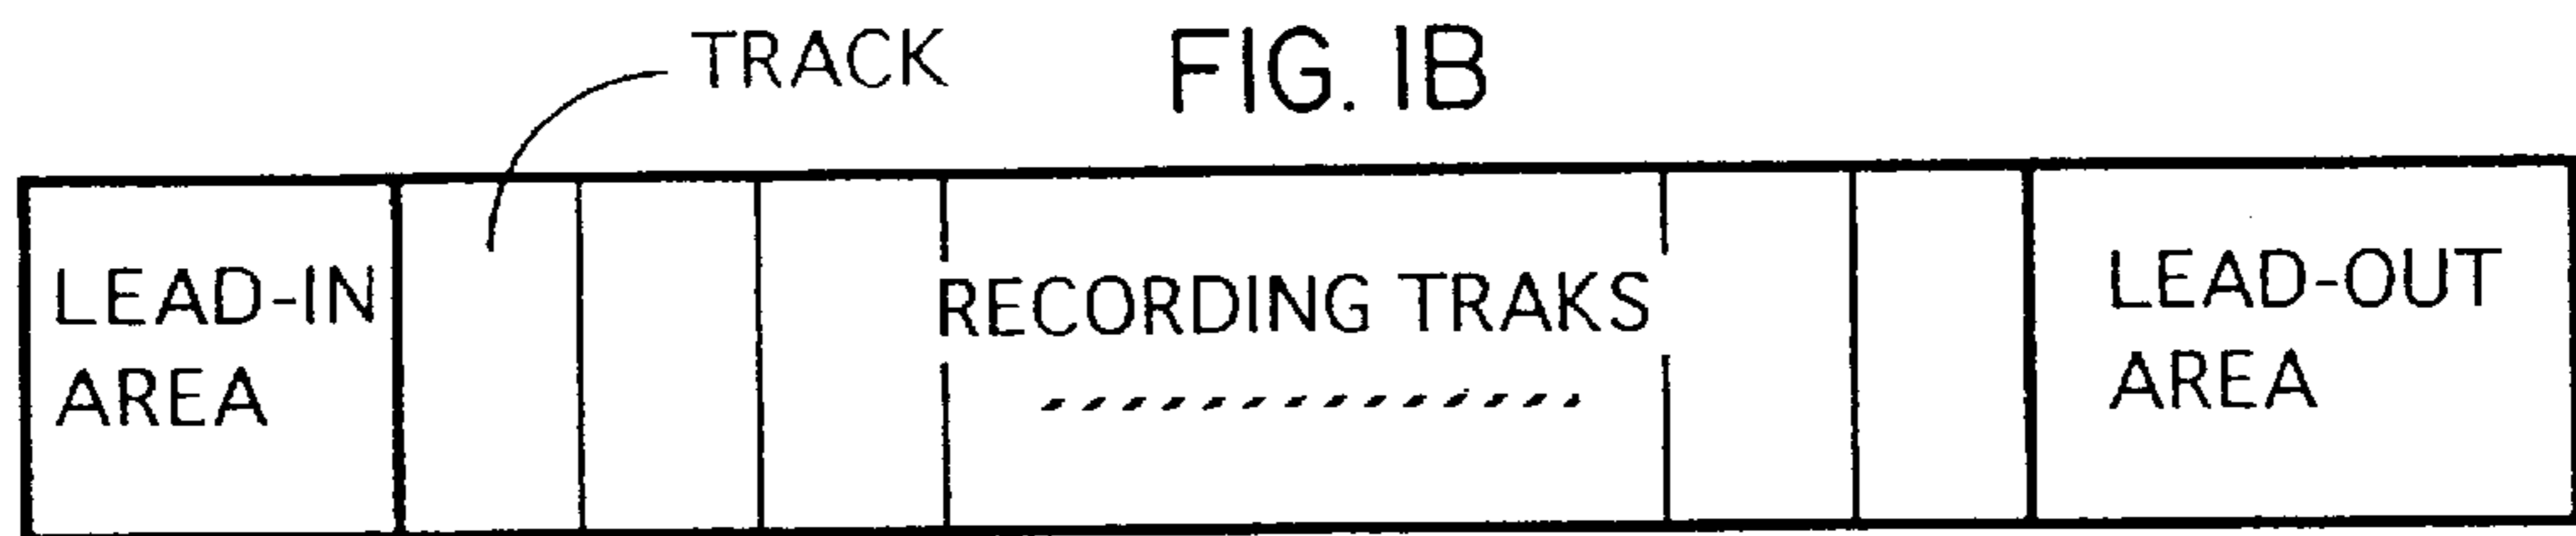 TRACK
FIG. 1B
LEAD-IN
AREA
RECORDING TRAKS
LEAD-OUT
AREA